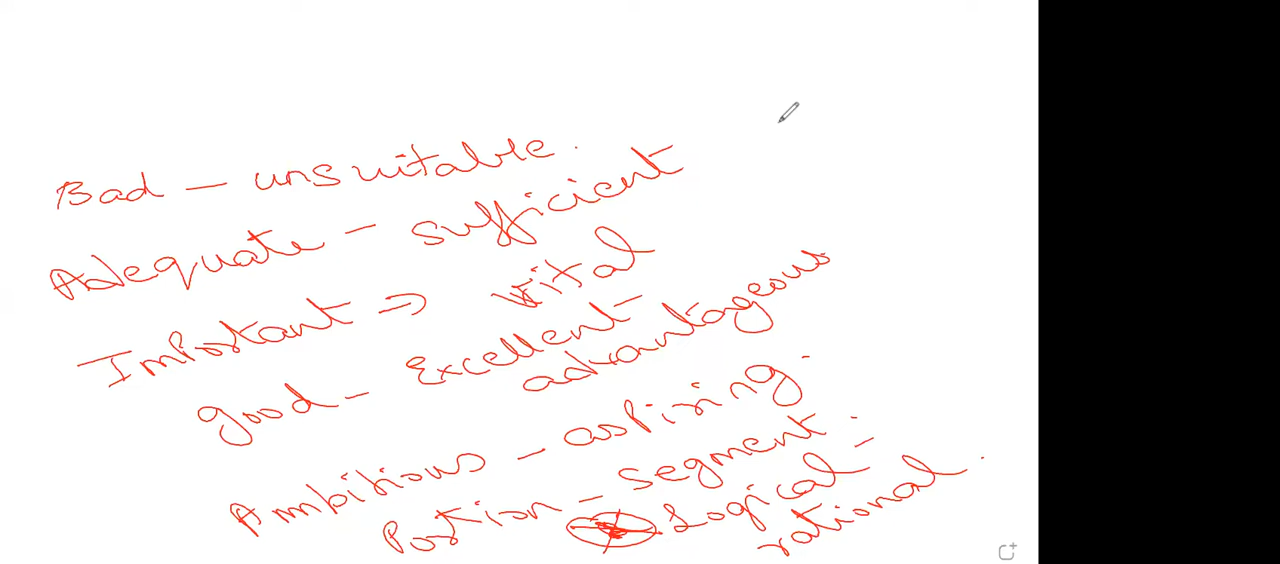 Bad - unsuitable.
Adequate - sufficient
Important => Vital
good - Excellent
advantageous
Ambitious - aspiring.
Portion - Segment.
Logical -
rational.